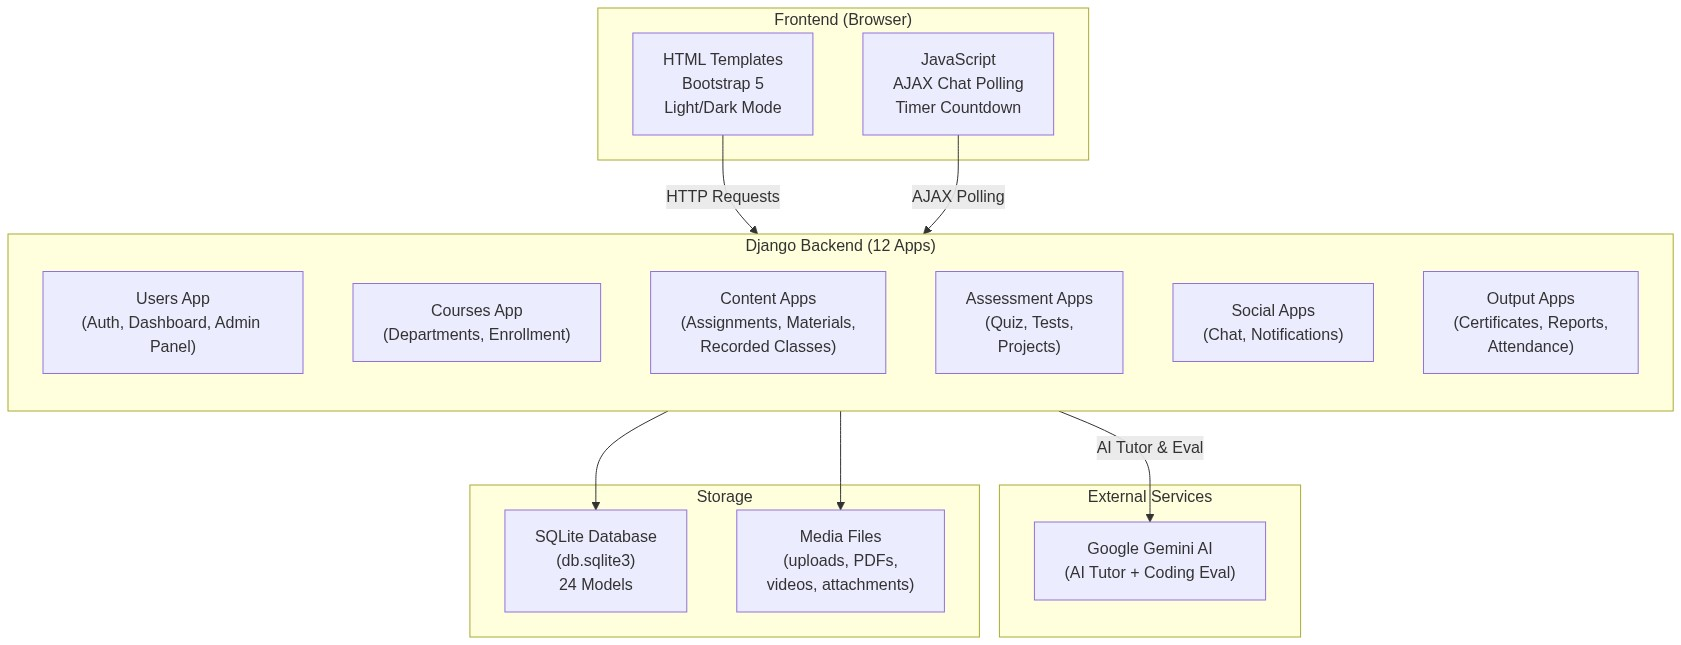 Frontend (Browser)
HTML Templates
Bootstrap 5
Light/Dark Mode
JavaScript
AJAX Chat Polling
Timer Countdown
HTTP Requests
AJAX Polling
Django Backend (12 Apps)
Users App
(Auth, Dashboard, Admin
Panel)
Courses App
(Departments, Enrollment)
Content Apps
(Assignments, Materials,
Recorded Classes)
Assessment Apps
(Quiz, Tests,
Projects)
Social Apps
(Chat, Notifications)
Output Apps
(Certificates, Reports,
Attendance)
AI Tutor & Eval
Storage
SQLite Database
(db.sqlite3)
24 Models
Media Files
(uploads, PDFs,
videos, attachments)
External Services
Google Gemini AI
(AI Tutor + Coding Eval)